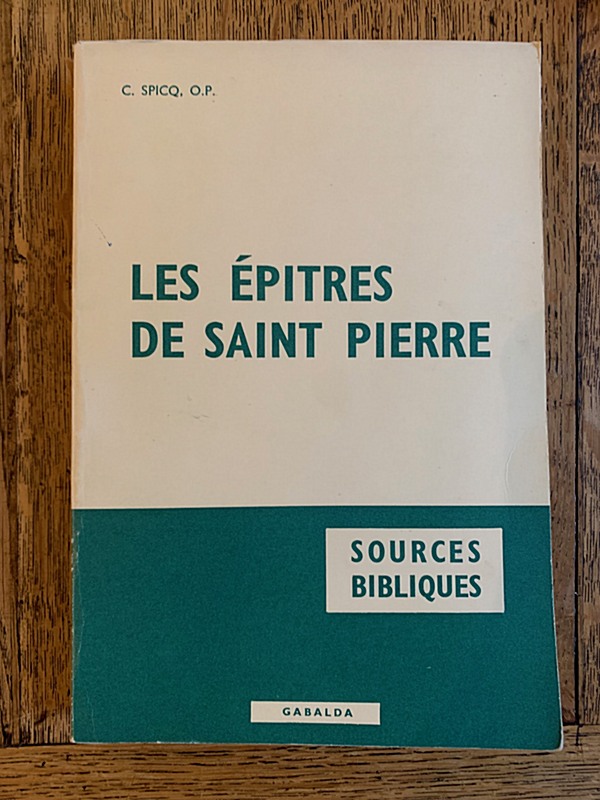 C. SPICQ, O.P.
LES ÉPITRES
DE SAINT PIERRE
SOURCES
BIBLIQUES
GABALDA